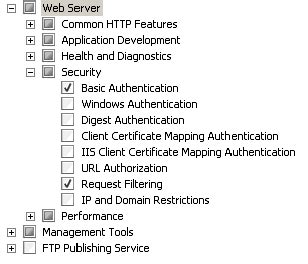 Web Server
Common HTTP Features
Application Development
Health and Diagnostics
Security
Basic Authentication
Windows Authentication
Digest Authentication
Client Certificate Mapping Authentication
IIS Client Certificate Mapping Authentication
URL Authorization
Request Filtering
IP and Domain Restrictions
Performance
Management Tools
FTP Publishing Service